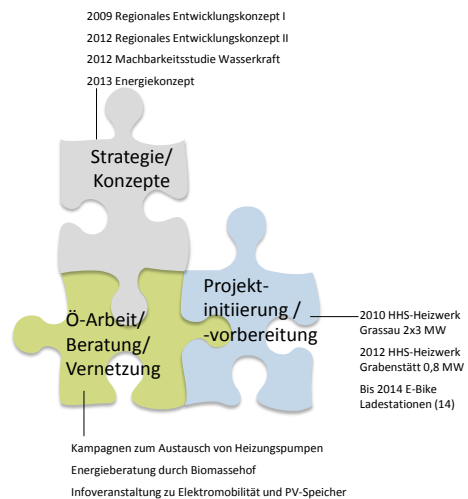 2009 Regionales Entwicklungskonzept I
2012 Regionales Entwicklungskonzept II
2012 Machbarkeitsstudie Wasserkraft
2013 Energiekonzept
Strategie/
Konzepte
Projekt-
initiierung /
-vorbereitung
Ö-Arbeit/
Beratung/
Vernetzung
2010 HHS-Heizwerk
Grassau 2x3 MW
2012 HHS-Heizwerk
Grabenstätt 0,8 MW
Bis 2014 E-Bike
Ladestationen (14)
Kampagnen zum Austausch von Heizungspumpen
Energieberatung durch Biomassehof
Infoveranstaltung zu Elektromobilität und PV-Speicher